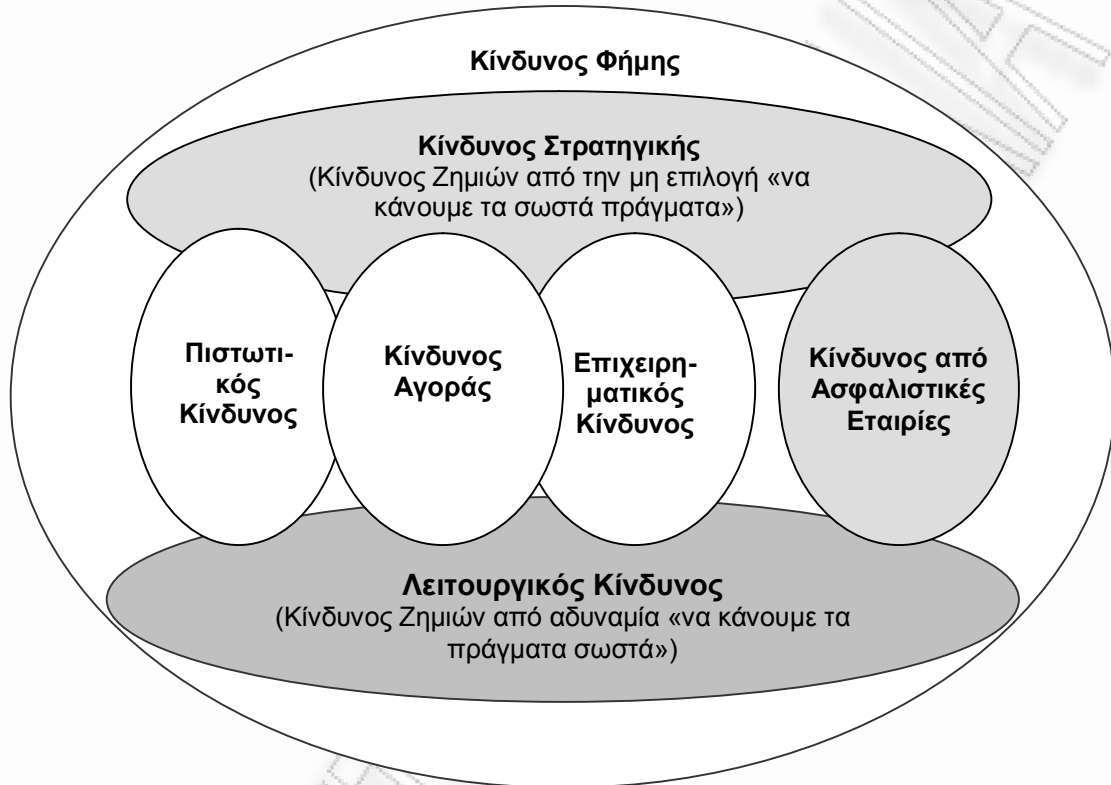 Κίνδυνος Φήμης
Κίνδυνος Στρατηγικής
(Κίνδυνος Ζημιών από την μη επιλογή «να
κάνουμε τα σωστά πράγματα»)
Πιστωτι-
κός
Κίνδυνος
Κίνδυνος
Αγοράς
Επιχειρη-
ματικός
Κίνδυνος
Κίνδυνος από
Ασφαλιστικές
Εταιρίες
Λειτουργικός Κίνδυνος
(Κίνδυνος Ζημιών από αδυναμία «να κάνουμε τα
πράγματα σωστά»)